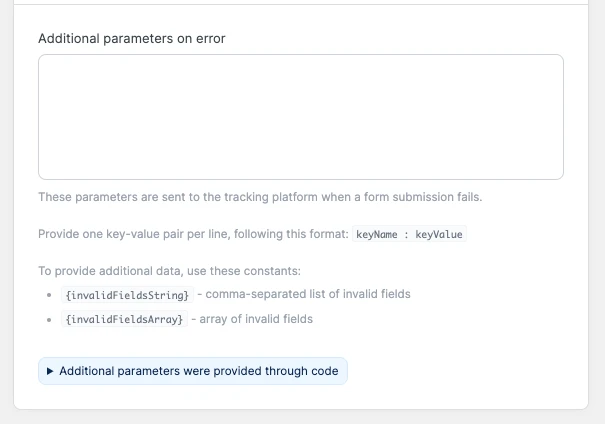 Additional parameters on error
These parameters are sent to the tracking platform when a form submission fails.
Provide one key-value pair per line, following this format: keyName : keyValue
To provide additional data, use these constants:
• {invalidFieldsString} - comma-separated list of invalid fields
• {invalidFieldsArray} - array of invalid fields
▶ Additional parameters were provided through code